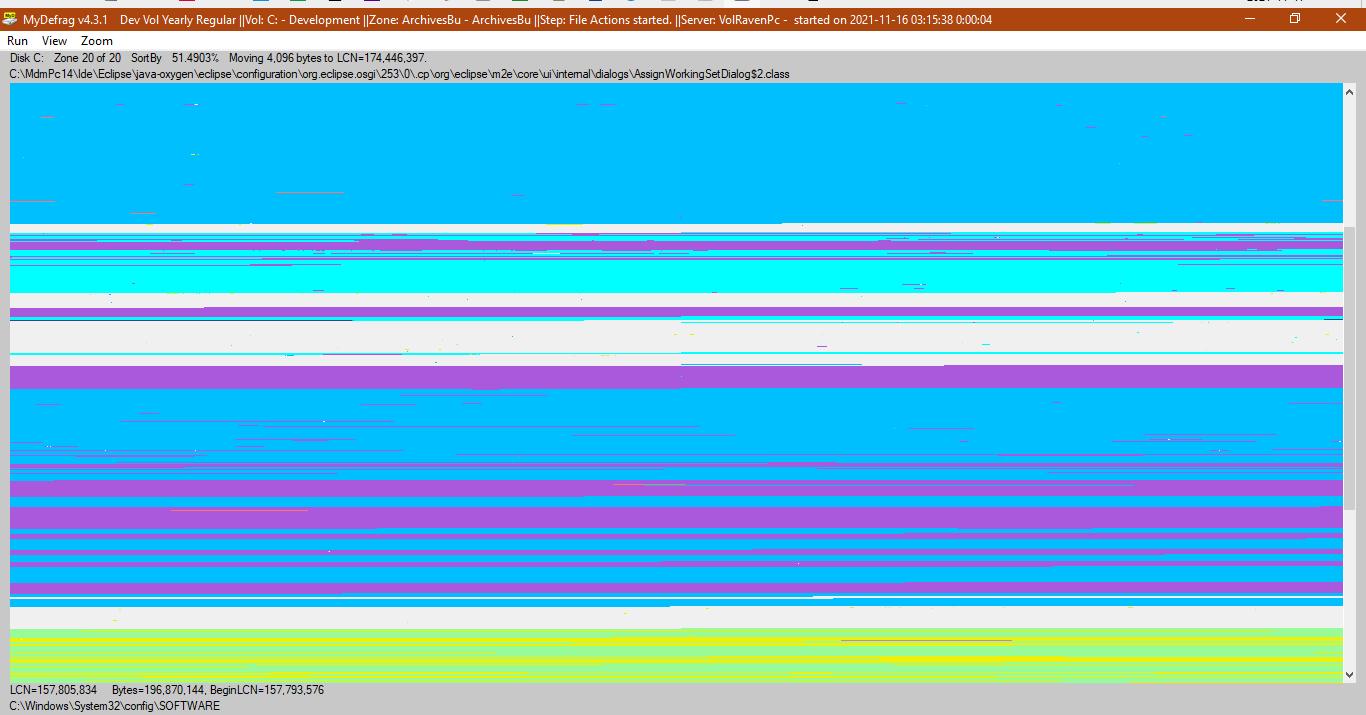 MyDefrag v4.3.1 Dev Vol Yearly Regular ||Vol: C: - Development ||Zone: ArchivesBu - ArchivesBu ||Step: File Actions started. ||Server: VolRavenPc - started on 2021-11-16 03:15:38 0:00:04
Run View Zoom
Disk C: Zone 20 of 20 SortBy 51.4903% Moving 4,096 bytes to LCN=174,446,397.
C:\MdmPc14\Ide\Eclipse\java-oxygen\eclipse\configuration\org.eclipse.osgi\253\0\.cp\org\eclipse\m2e\core\ui\internal\dialogs\AssignWorkingSetDialog$2.class
LCN=157,805,834 Bytes=196,870,144, BeginLCN=157,793,576
C:\Windows\System32\config\SOFTWARE